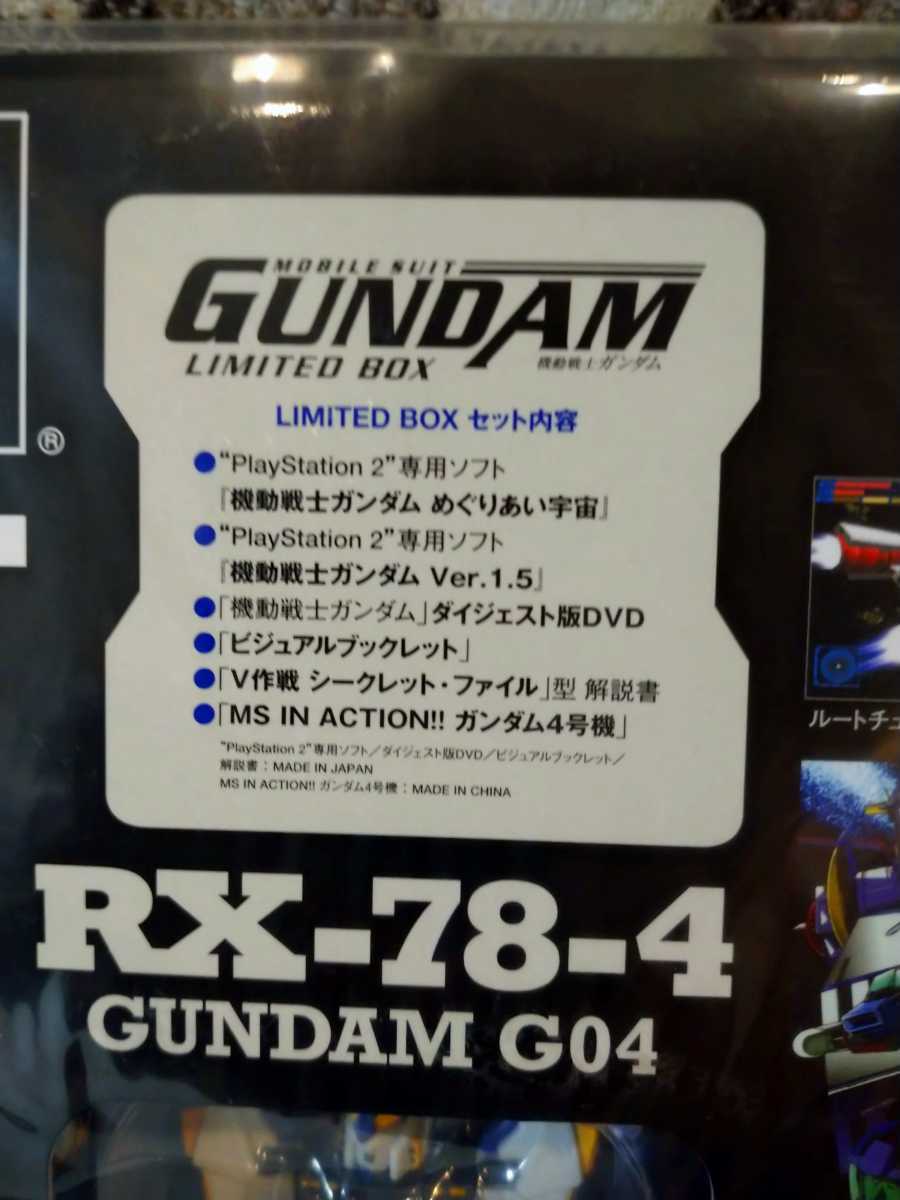 MOBILE SUIT
GUNDAM
LIMITED BOX 機動戦士ガンダム
LIMITED BOX セット内容
●“PlayStation 2”専用ソフト
『機動戦士ガンダム めぐりあい宇宙』
●“PlayStation 2”専用ソフト
『機動戦士ガンダム Ver.1.5』
●「機動戦士ガンダム」ダイジェスト版DVD
●「ビジュアルブックレット」
●「V作戦 シークレット・ファイル」型 解説書
●「MS IN ACTION!! ガンダム4号機」
“PlayStation 2”専用ソフト／ダイジェスト版DVD／ビジュアルブックレット／
解説書：MADE IN JAPAN
MS IN ACTION!! ガンダム4号機：MADE IN CHINA
®
ルートチェ
RX-78-4
GUNDAM G04